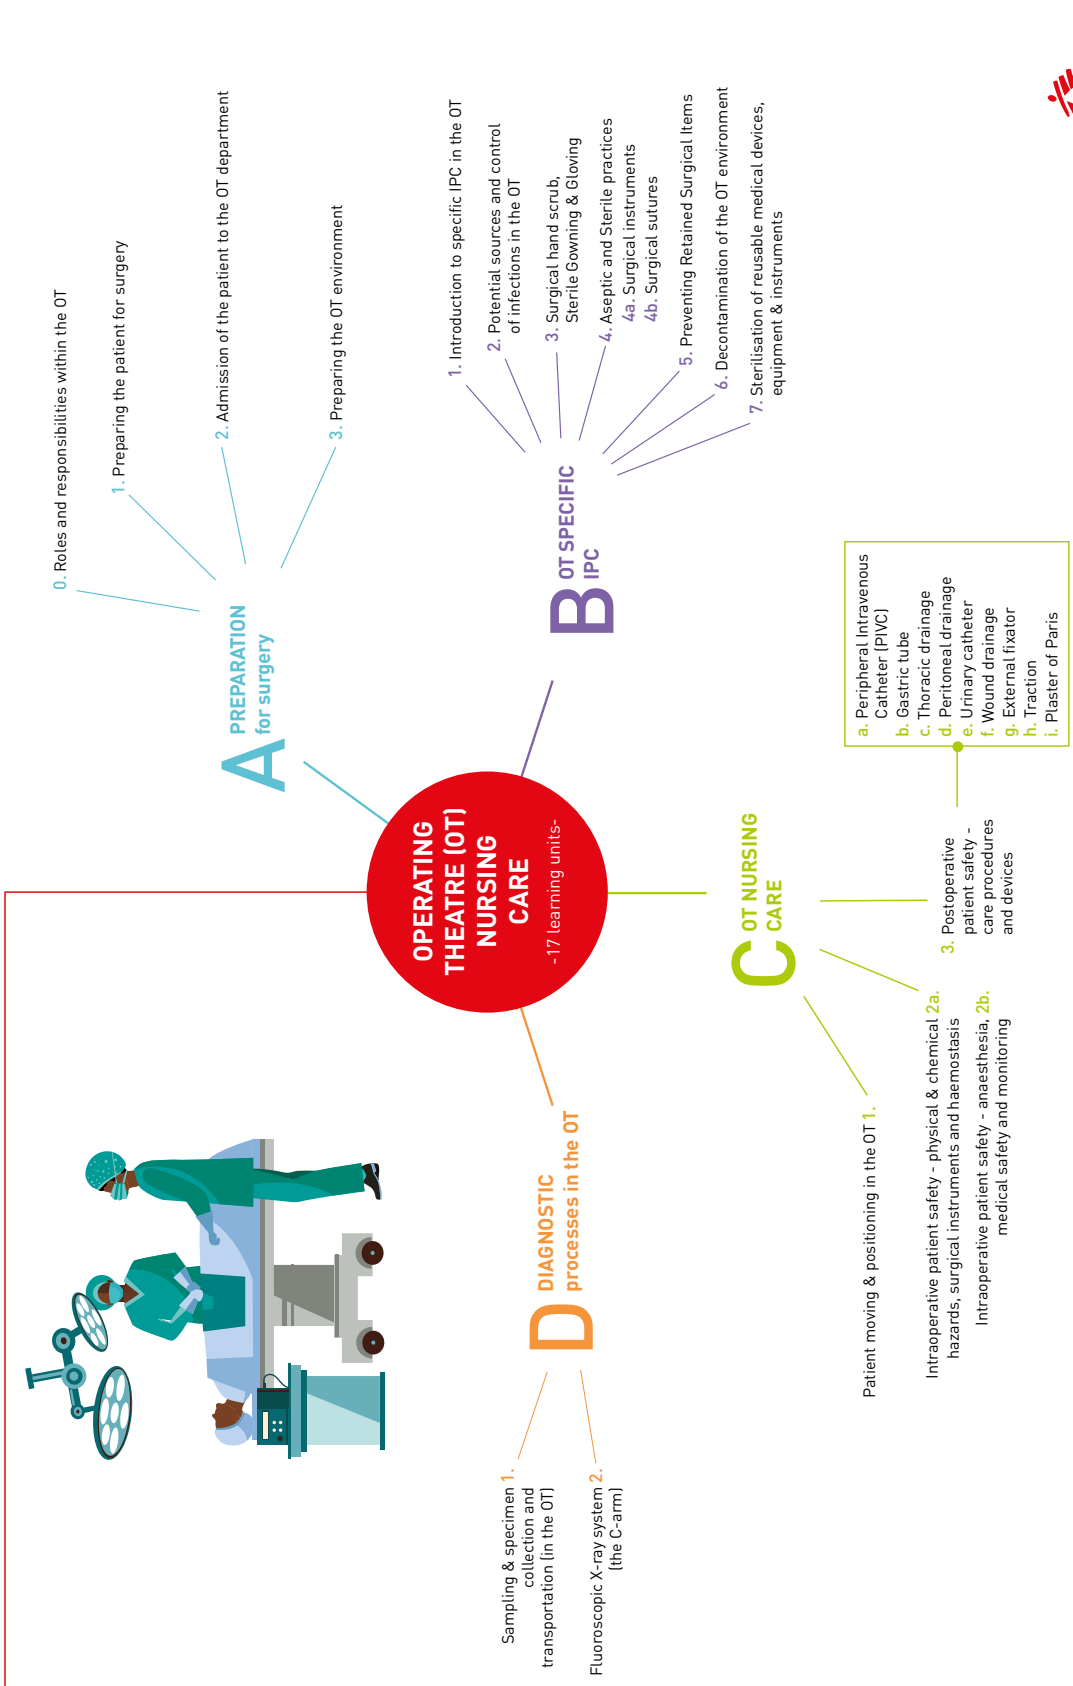 OPERATING
THEATRE (OT)
NURSING
CARE
-17 learning units-
A
PREPARATION
for surgery
0. Roles and responsibilities within the OT
1. Preparing the patient for surgery
2. Admission of the patient to the OT department
3. Preparing the OT environment
B
OT SPECIFIC
IPC
1. Introduction to specific IPC in the OT
2. Potential sources and control
of infections in the OT
3. Surgical hand scrub,
Sterile Gowning & Gloving
4. Aseptic and Sterile practices
4a. Surgical instruments
4b. Surgical sutures
5. Preventing Retained Surgical Items
6. Decontamination of the OT environment
7. Sterilisation of reusable medical devices,
equipment & instruments
C
OT NURSING
CARE
Patient moving & positioning in the OT 1.
Intraoperative patient safety - physical & chemical 2a.
hazards, surgical instruments and haemostasis
Intraoperative patient safety - anaesthesia, 2b.
medical safety and monitoring
3. Postoperative
patient safety -
care procedures
and devices
a. Peripheral Intravenous
Catheter (PIVC)
b. Gastric tube
c. Thoracic drainage
d. Peritoneal drainage
e. Urinary catheter
f. Wound drainage
g. External fixator
h. Traction
i. Plaster of Paris
D
DIAGNOSTIC
processes in the OT
Sampling & specimen 1.
collection and
transportation (in the OT)
Fluoroscopic X-ray system 2.
(the C-arm)